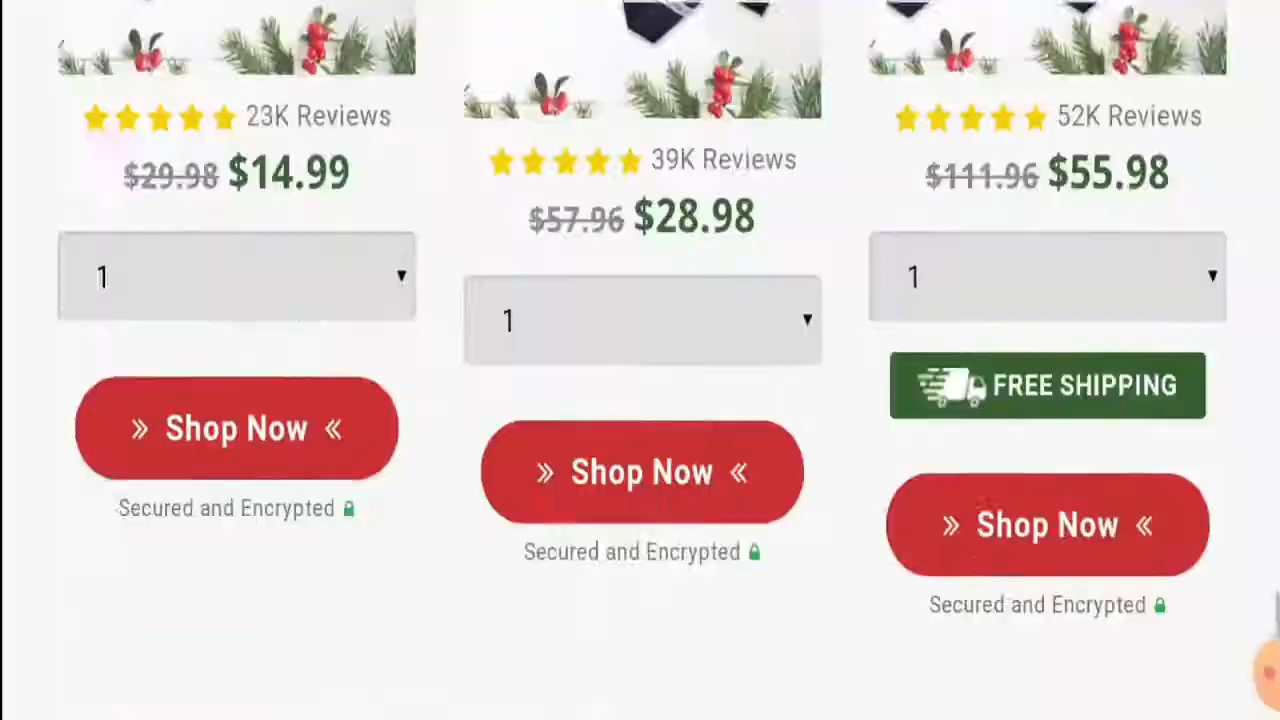 23K Reviews
$29.98 $14.99
1
» Shop Now «
Secured and Encrypted
39K Reviews
$57.96 $28.98
1
» Shop Now «
Secured and Encrypted
52K Reviews
$111.96 $55.98
1
FREE SHIPPING
» Shop Now «
Secured and Encrypted